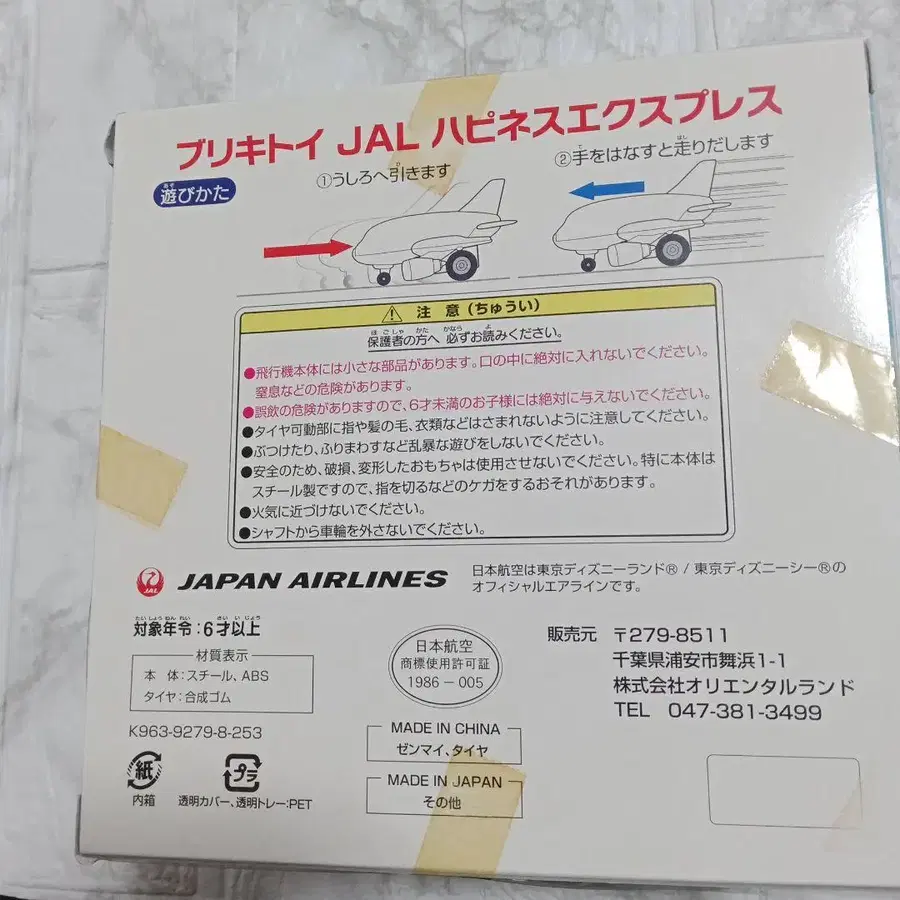 ブリキトイ JAL ハピネスエクスプレス
遊びかた
①うしろへ引きます
②手をはなすと走りだします
⚠ 注 意（ちゅうい）
保護者の方へ 必ずお読みください。
●飛行機本体には小さな部品があります。口の中に絶対に入れないでください。
窒息などの危険があります。
●誤飲の危険がありますので、6才未満のお子様には絶対に与えないでください。
●タイヤ可動部に指や髪の毛、衣類などはさまれないように注意してください。
●ぶつけたり、ふりまわすなど乱暴な遊びをしないでください。
●安全のため、破損、変形したおもちゃは使用させないでください。特に本体は
スチール製ですので、指を切るなどのケガをするおそれがあります。
●火気に近づけないでください。
●シャフトから車輪を外さないでください。
JAL JAPAN AIRLINES
日本航空は東京ディズニーランド® / 東京ディズニーシー®の
オフィシャルエアラインです。
対象年令：6才以上
材質表示
本 体：スチール、ABS
タイヤ：合成ゴム
K963-9279-8-253
紙
内箱
プラ
透明カバー、透明トレー：PET
日本航空
商標使用許可証
1986－005
MADE IN CHINA
ゼンマイ、タイヤ
MADE IN JAPAN
その他
販売元 〒279-8511
千葉県浦安市舞浜1-1
株式会社オリエンタルランド
TEL 047-381-3499